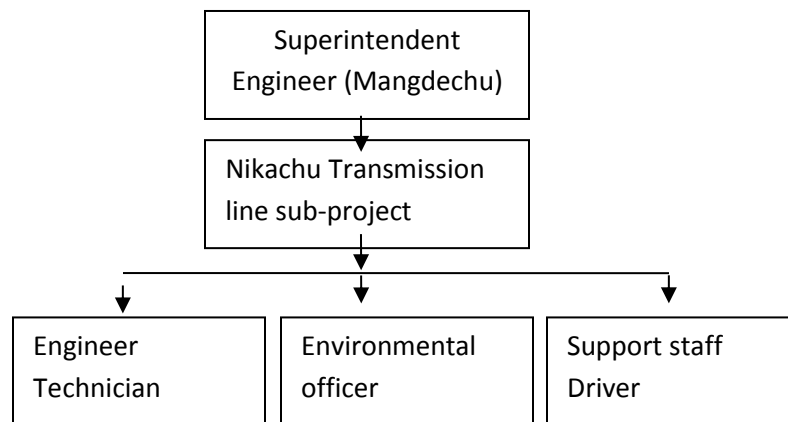 Superintendent
Engineer (Mangdechu)
Nikachu Transmission
line sub-project
Engineer
Technician
Environmental
officer
Support staff
Driver